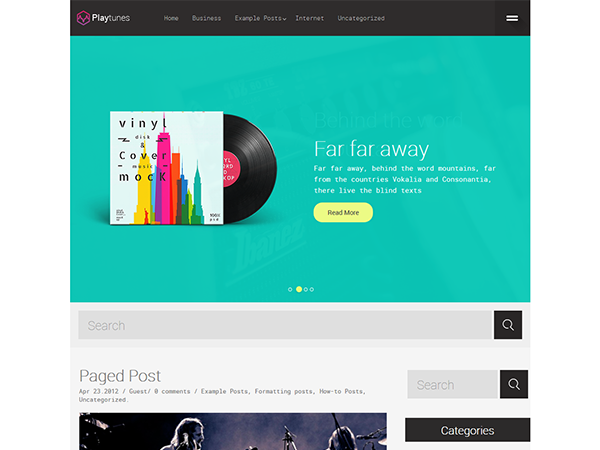 Playtunes
Home Business Example Posts Internet Uncategorized
Behind the word
Far far away
Far far away, behind the word mountains, far
from the countries Vokalia and Consonantia,
there live the blind texts
Read More
vinyl
disk
&
Cover
music
mocK
Ibanez
Search
Paged Post
Apr 23.2012 / Guest/ 0 comments / Example Posts, Formatting posts, How-to Posts,
Uncategorized.
Search
Categories